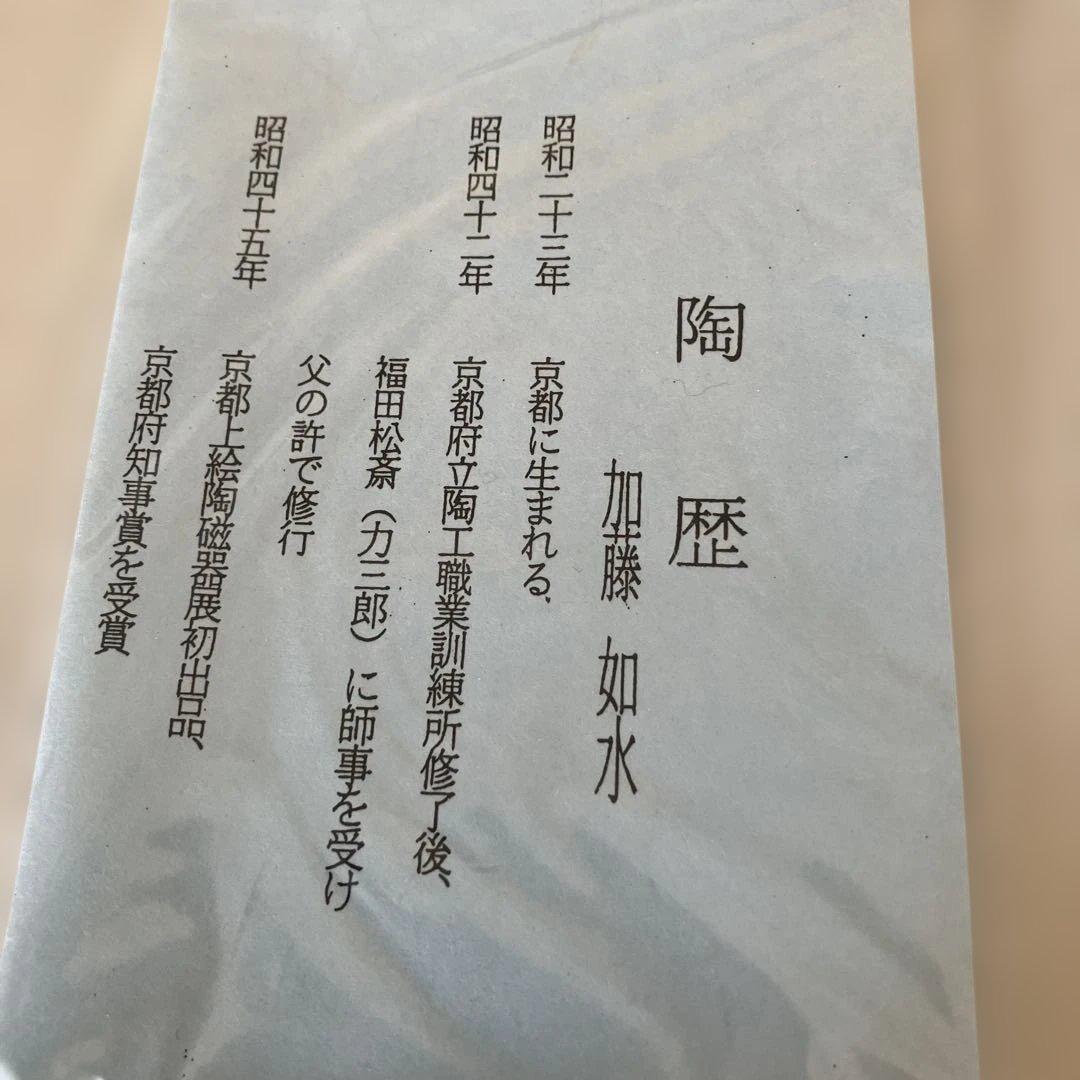 陶歴
加藤 如水
昭和二十三年 京都に生まれる、
昭和四十二年 京都府立陶工職業訓練所修了後、
福田松斎（力三郎）に師事を受け
父の許で修行
昭和四十五年 京都上絵陶磁器展初出品、
京都府知事賞を受賞